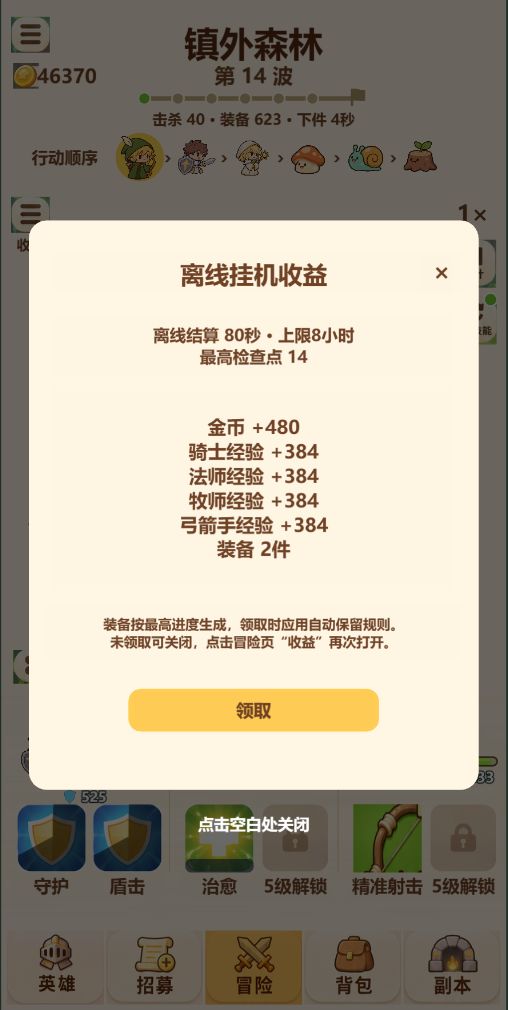 镇外森林
46370
第 14 波
击杀 40・装备 623・下件 4秒
行动顺序
收
1×
计
技能
离线挂机收益
×
离线结算 80秒・上限8小时
最高检查点 14
金币 +480
骑士经验 +384
法师经验 +384
牧师经验 +384
弓箭手经验 +384
装备 2件
装备按最高进度生成，领取时应用自动保留规则。
未领取可关闭，点击冒险页“收益”再次打开。
领取
525
33
点击空白处关闭
守护
盾击
治愈
5级解锁
精准射击
5级解锁
英雄
招募
冒险
背包
副本